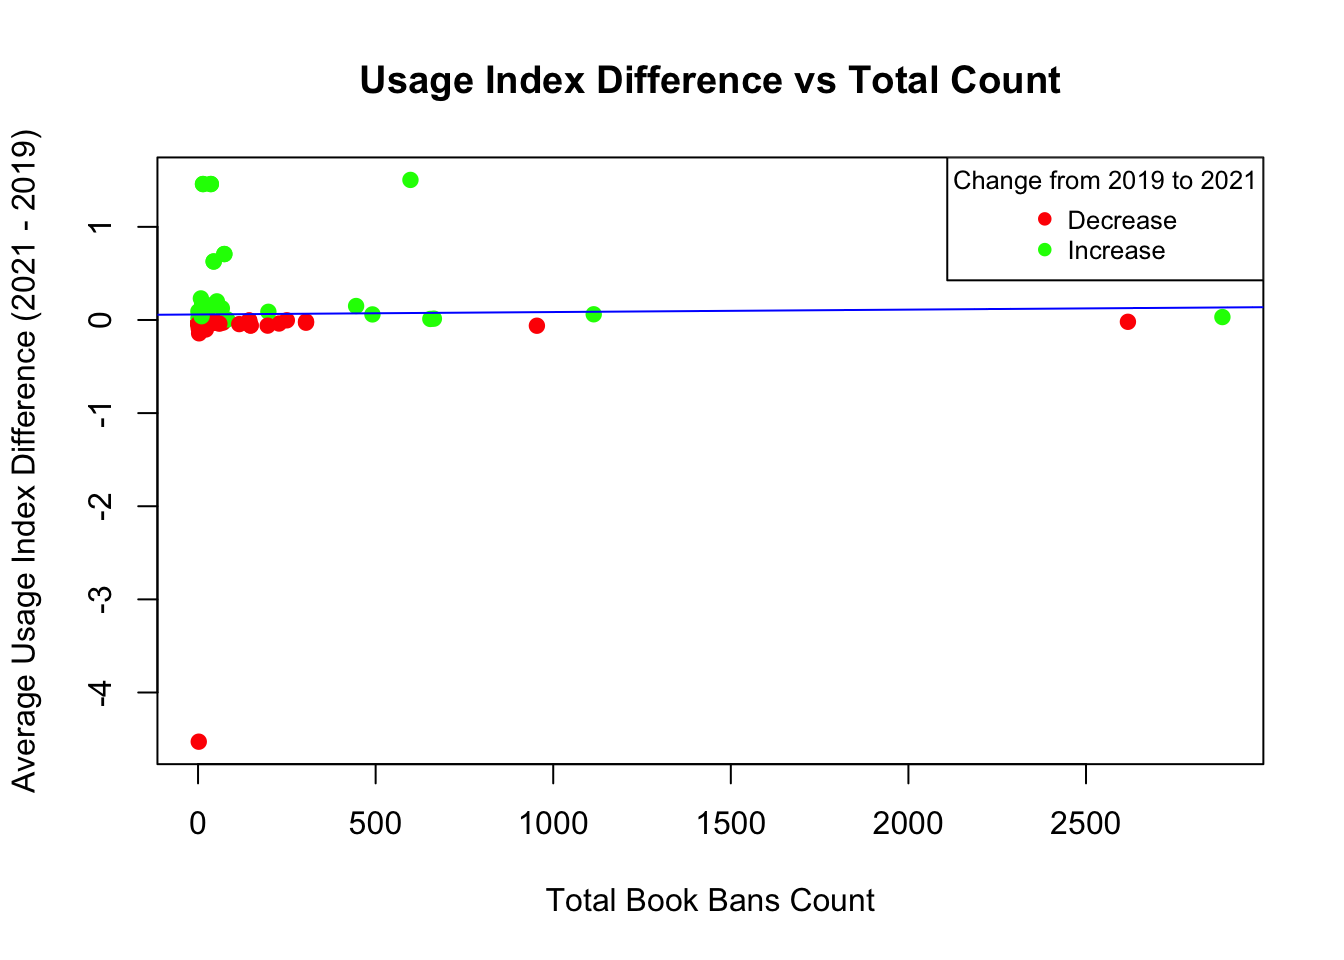 Usage Index Difference vs Total Count
Average Usage Index Difference (2021 - 2019)
Change from 2019 to 2021
Decrease
Increase
1
0
-1
-2
-3
-4
0 500 1000 1500 2000 2500
Total Book Bans Count